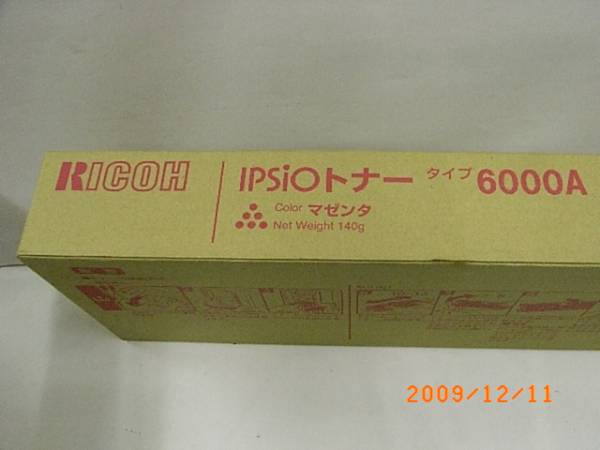 RICOH
IPSiOトナー タイプ 6000A
Color マゼンタ
Net Weight 140g
2009/12/11